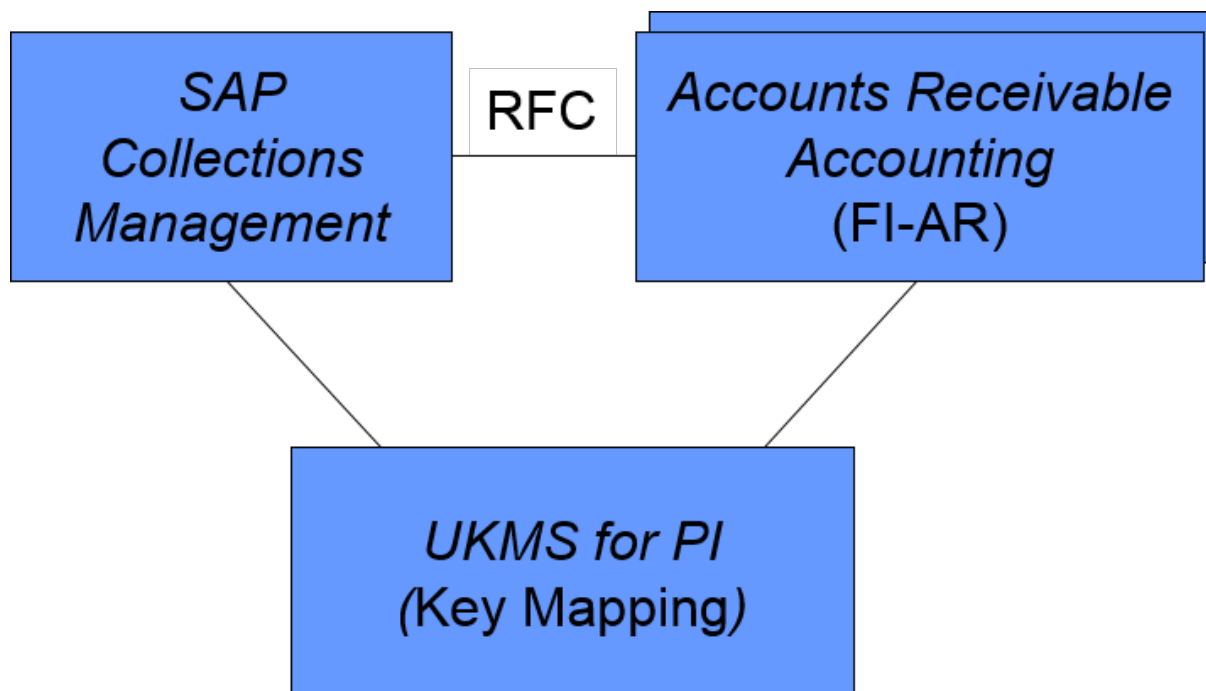 SAP
Collections
Management
RFC
Accounts Receivable
Accounting
(FI-AR)
UKMS for PI
(Key Mapping)